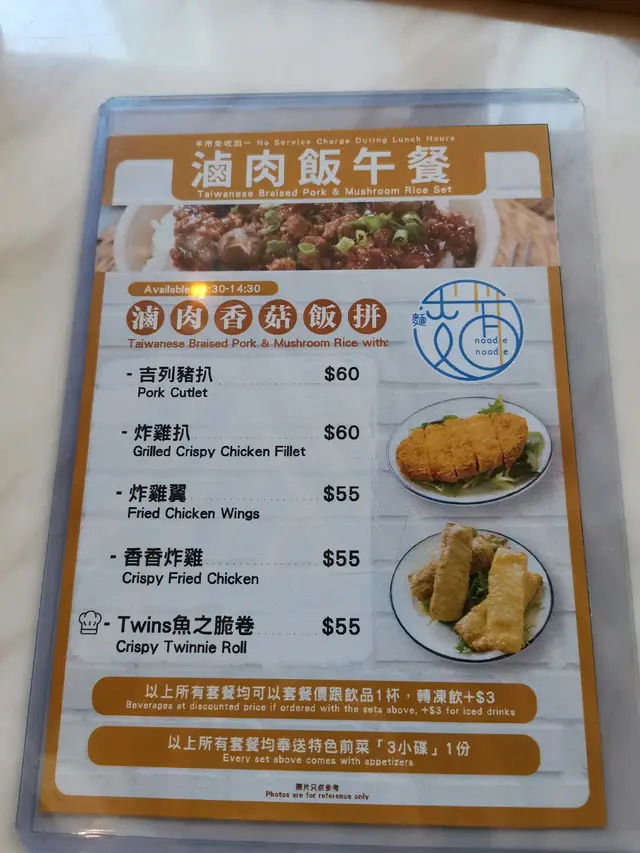 午市免收加一 No Service Charge During Lunch Hours
滷肉飯午餐
Taiwanese Braised Pork & Mushroom Rice Set
Available :30-14:30
滷肉香菇飯拼
Taiwanese Braised Pork & Mushroom Rice with:
麵
noodle
noodle
- 吉列豬扒 $60
Pork Cutlet
- 炸雞扒 $60
Grilled Crispy Chicken Fillet
- 炸雞翼 $55
Fried Chicken Wings
- 香香炸雞 $55
Crispy Fried Chicken
- Twins魚之脆卷 $55
Crispy Twinnie Roll
以上所有套餐均可以套餐價跟飲品1杯，轉凍飲+$3
Beverages at discounted price if ordered with the sets above, +$3 for iced drinks
以上所有套餐均奉送特色前菜「3小碟」1份
Every set above comes with appetizers
圖片只供參考
Photos are for reference only